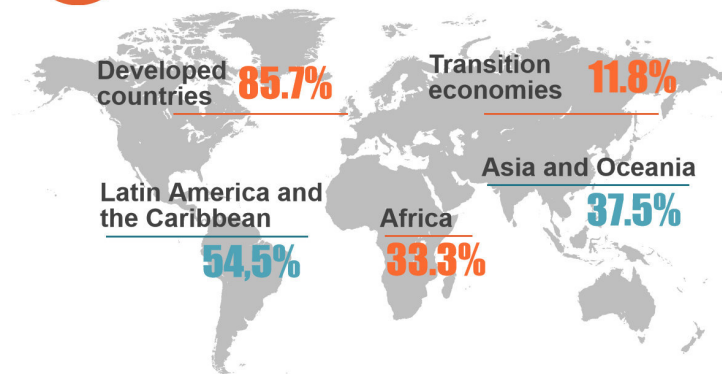 Developed
countries
85.7%
Transition
economies
11.8%
Latin America and
the Caribbean
54,5%
Africa
33.3%
Asia and Oceania
37.5%